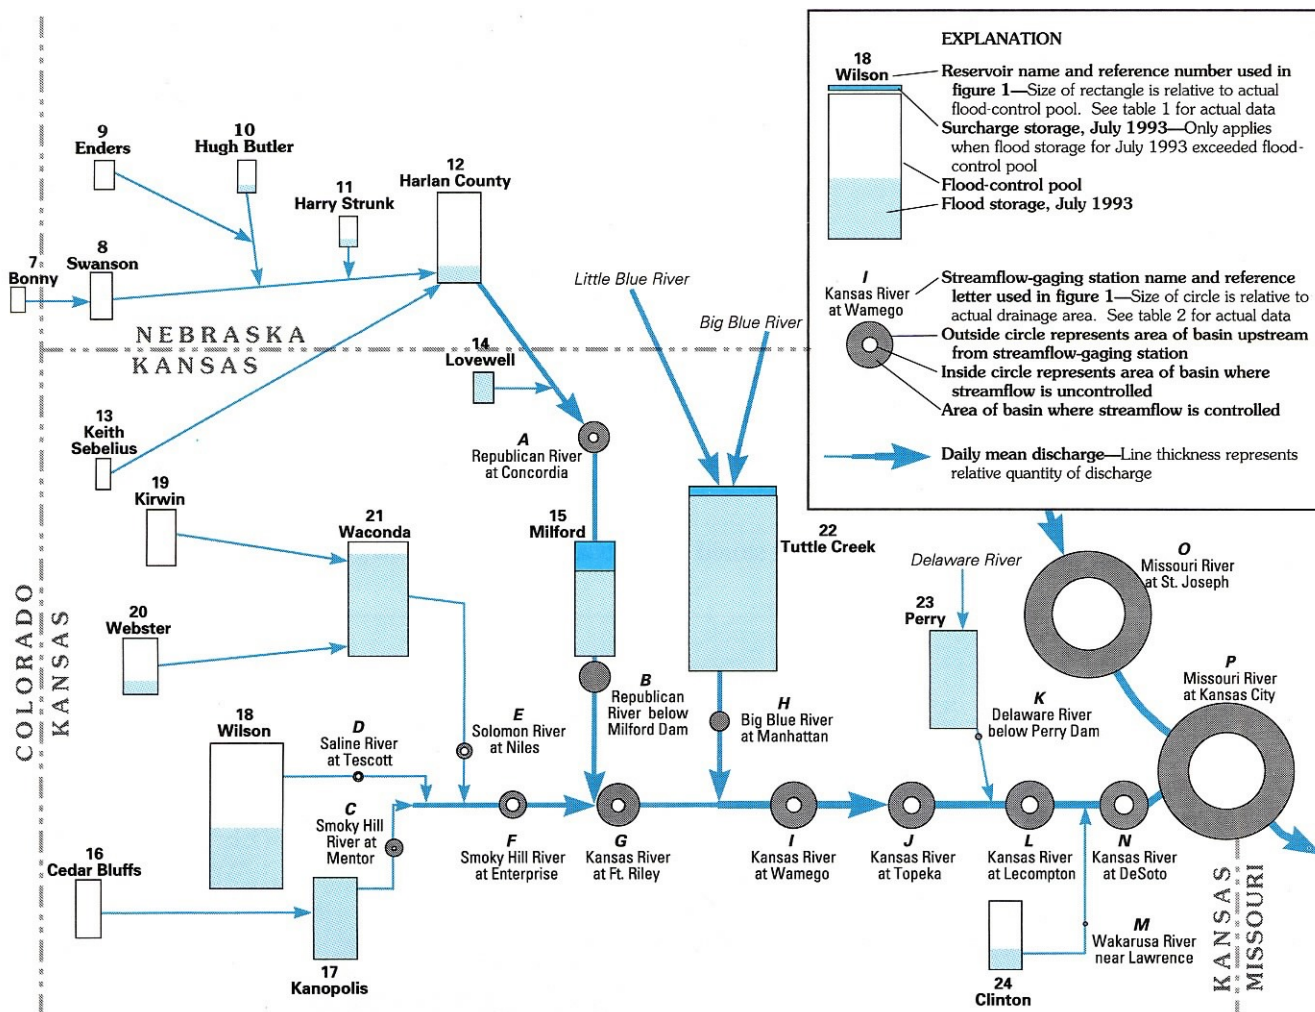 EXPLANATION
18
Wilson
Reservoir name and reference number used in
figure 1—Size of rectangle is relative to actual
flood-control pool. See table 1 for actual data
Surcharge storage, July 1993—Only applies
when flood storage for July 1993 exceeded flood-
control pool
Flood-control pool
Flood storage, July 1993
I
Kansas River
at Wamego
Streamflow-gaging station name and reference
letter used in figure 1—Size of circle is relative to
actual drainage area. See table 2 for actual data
Outside circle represents area of basin upstream
from streamflow-gaging station
Inside circle represents area of basin where
streamflow is uncontrolled
Area of basin where streamflow is controlled
Daily mean discharge—Line thickness represents
relative quantity of discharge
9
Enders
10
Hugh Butler
11
Harry Strunk
12
Harlan County
7
Bonny
8
Swanson
NEBRASKA
KANSAS
Little Blue River
Big Blue River
14
Lovewell
13
Keith
Sebelius
A
Republican River
at Concordia
19
Kirwin
21
Waconda
15
Milford
22
Tuttle Creek
20
Webster
Delaware River
23
Perry
O
Missouri River
at St. Joseph
P
Missouri River
at Kansas City
COLORADO
KANSAS
18
Wilson
D
Saline River
at Tescott
E
Solomon River
at Niles
B
Republican
River below
Milford Dam
H
Big Blue River
at Manhattan
K
Delaware River
below Perry Dam
C
Smoky Hill
River at
Mentor
16
Cedar Bluffs
17
Kanopolis
F
Smoky Hill River
at Enterprise
G
Kansas River
at Ft. Riley
I
Kansas River
at Wamego
J
Kansas River
at Topeka
L
Kansas River
at Lecompton
N
Kansas River
at DeSoto
M
Wakarusa River
near Lawrence
24
Clinton
KANSAS
MISSOURI